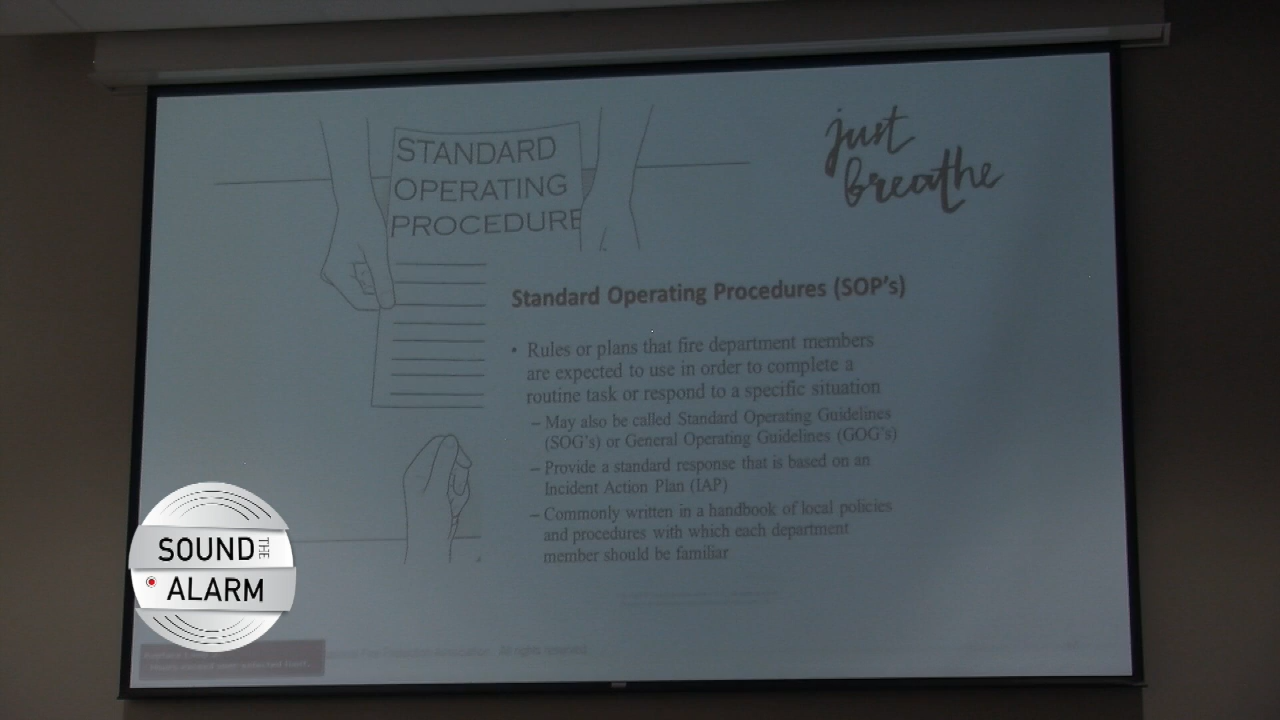 STANDARD
OPERATING
PROCEDURE
just
breathe
Standard Operating Procedures (SOP's)
• Rules or plans that fire department members
are expected to use in order to complete a
routine task or respond to a specific situation
– May also be called Standard Operating Guidelines
(SOG's) or General Operating Guidelines (GOG's)
– Provide a standard response that is based on an
Incident Action Plan (IAP)
– Commonly written in a handbook of local policies
and procedures with which each department
member should be familiar
SOUND THE
ALARM
All rights reserved.